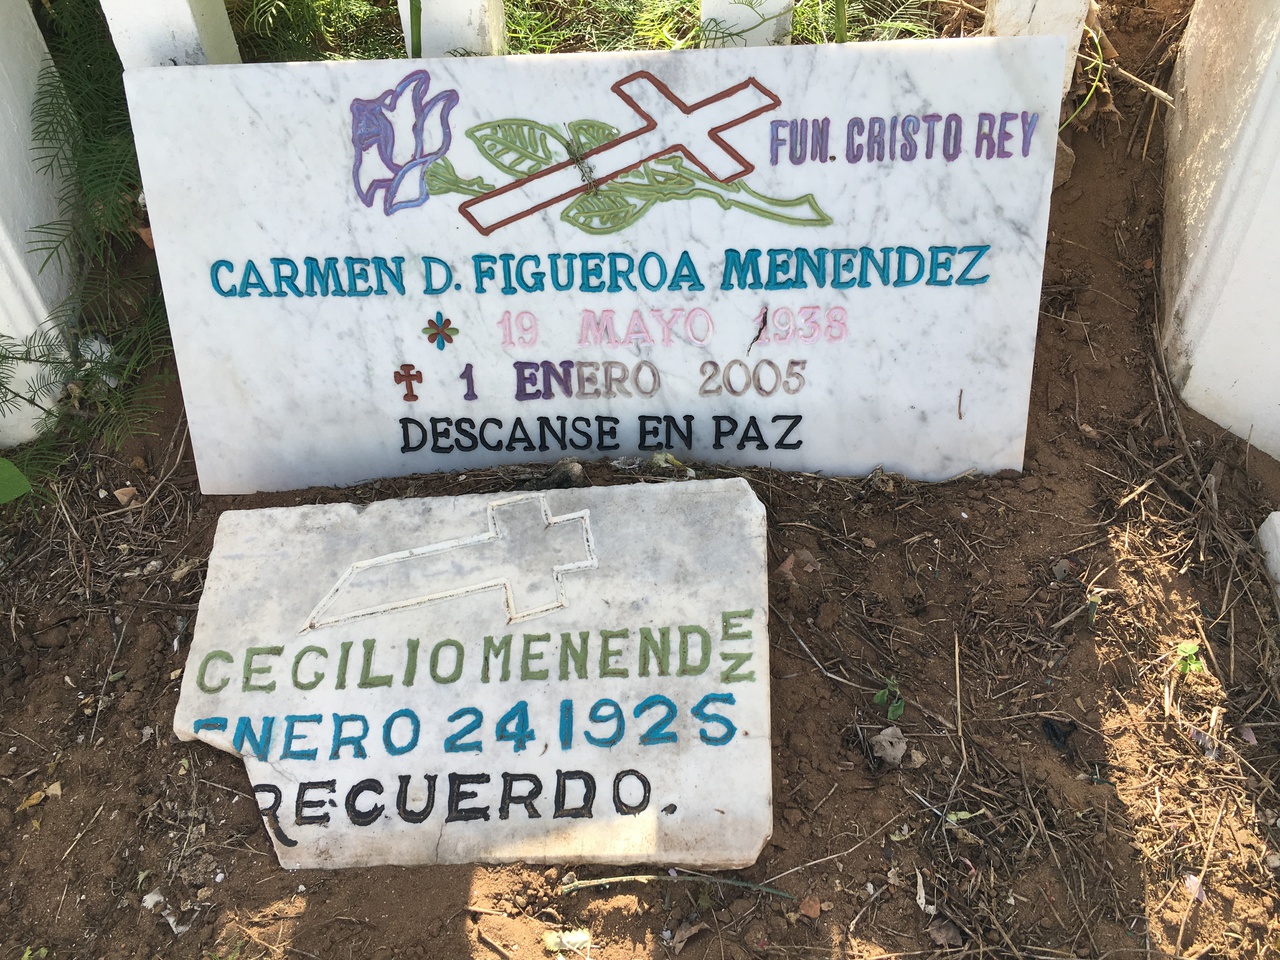 FUN. CRISTO REY
CARMEN D. FIGUEROA MENENDEZ
19 MAYO 1938
1 ENERO 2005
DESCANSE EN PAZ
CECILIO MENENDEZ
ENERO 24 1925
RECUERDO.